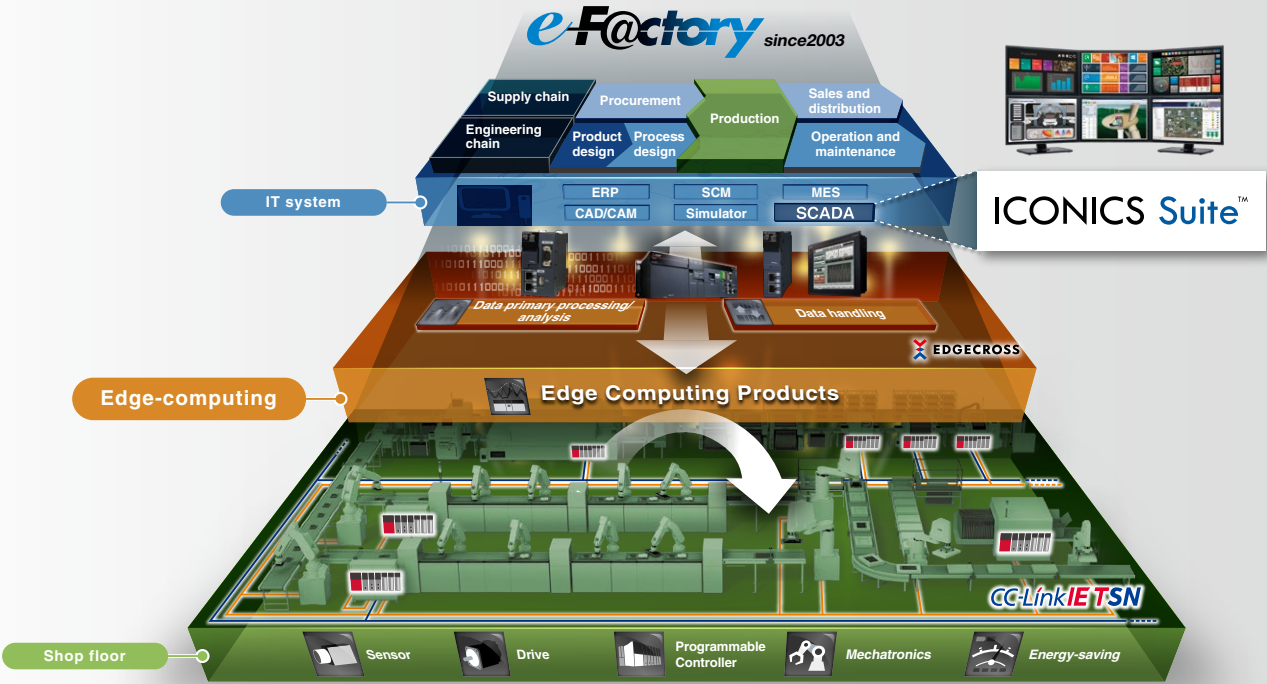 e-F@ctory since2003
Supply chain
Procurement
Production
Sales and
distribution
Engineering
chain
Product
design
Process
design
Operation and
maintenance
IT system
ERP
SCM
MES
CAD/CAM
Simulator
SCADA
ICONICS Suite™
Data primary processing/
analysis
Data handling
EDGECROSS
Edge-computing
Edge Computing Products
CC-Link IE TSN
Shop floor
Sensor
Drive
Programmable
Controller
Mechatronics
Energy-saving